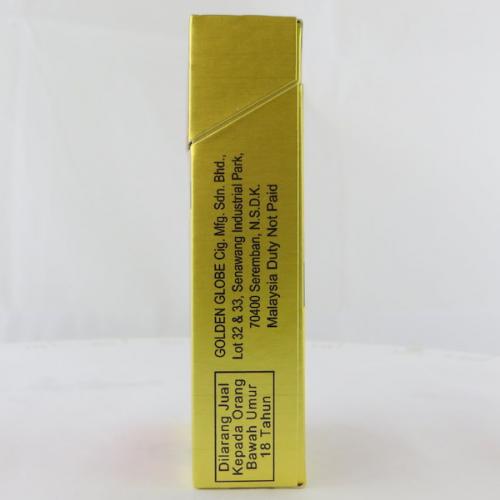 GOLDEN GLOBE Cig. Mfg. Sdn. Bhd.,
Lot 32 & 33, Senawang Industrial Park,
70400 Seremban, N.S.D.K.
Malaysia Duty Not Paid
Dilarang Jual
Kepada Orang
Bawah Umur
18 Tahun